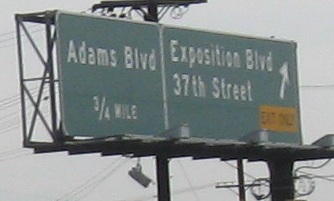 Adams Blvd
3/4 MILE
Exposition Blvd
37th Street
EXIT ONLY